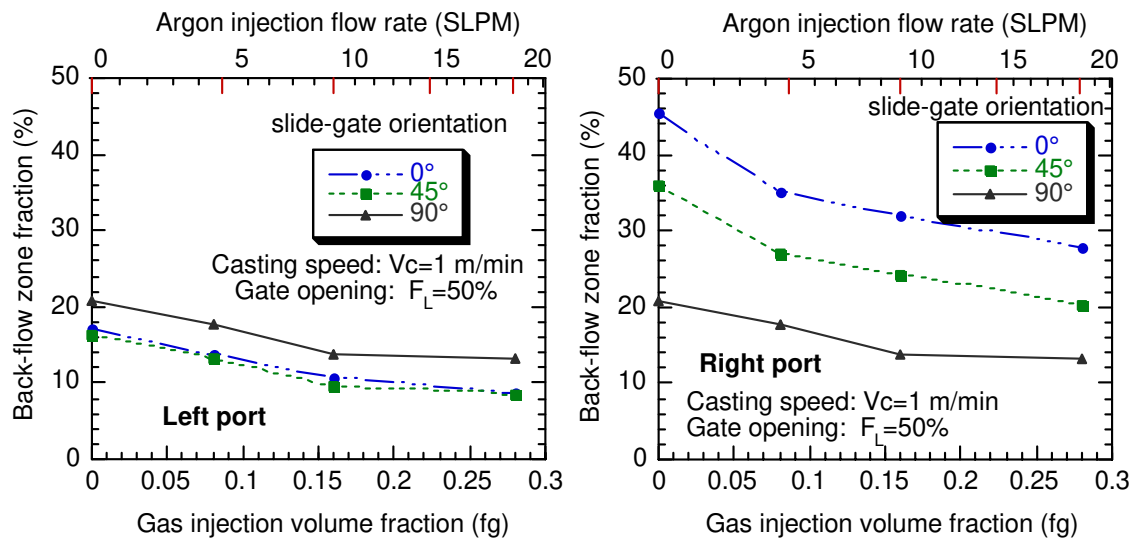 Argon injection flow rate (SLPM)
0 5 10 15 20
50
40
30
20
10
0
Back-flow zone fraction (%)
slide-gate orientation
0°
45°
90°
Casting speed: Vc=1 m/min
Gate opening: FL=50%
Left port
0 0.05 0.1 0.15 0.2 0.25 0.3
Gas injection volume fraction (fg)
Argon injection flow rate (SLPM)
0 5 10 15 20
50
40
30
20
10
0
Back-flow zone fraction (%)
slide-gate orientation
0°
45°
90°
Right port
Casting speed: Vc=1 m/min
Gate opening: FL=50%
0 0.05 0.1 0.15 0.2 0.25 0.3
Gas injection volume fraction (fg)